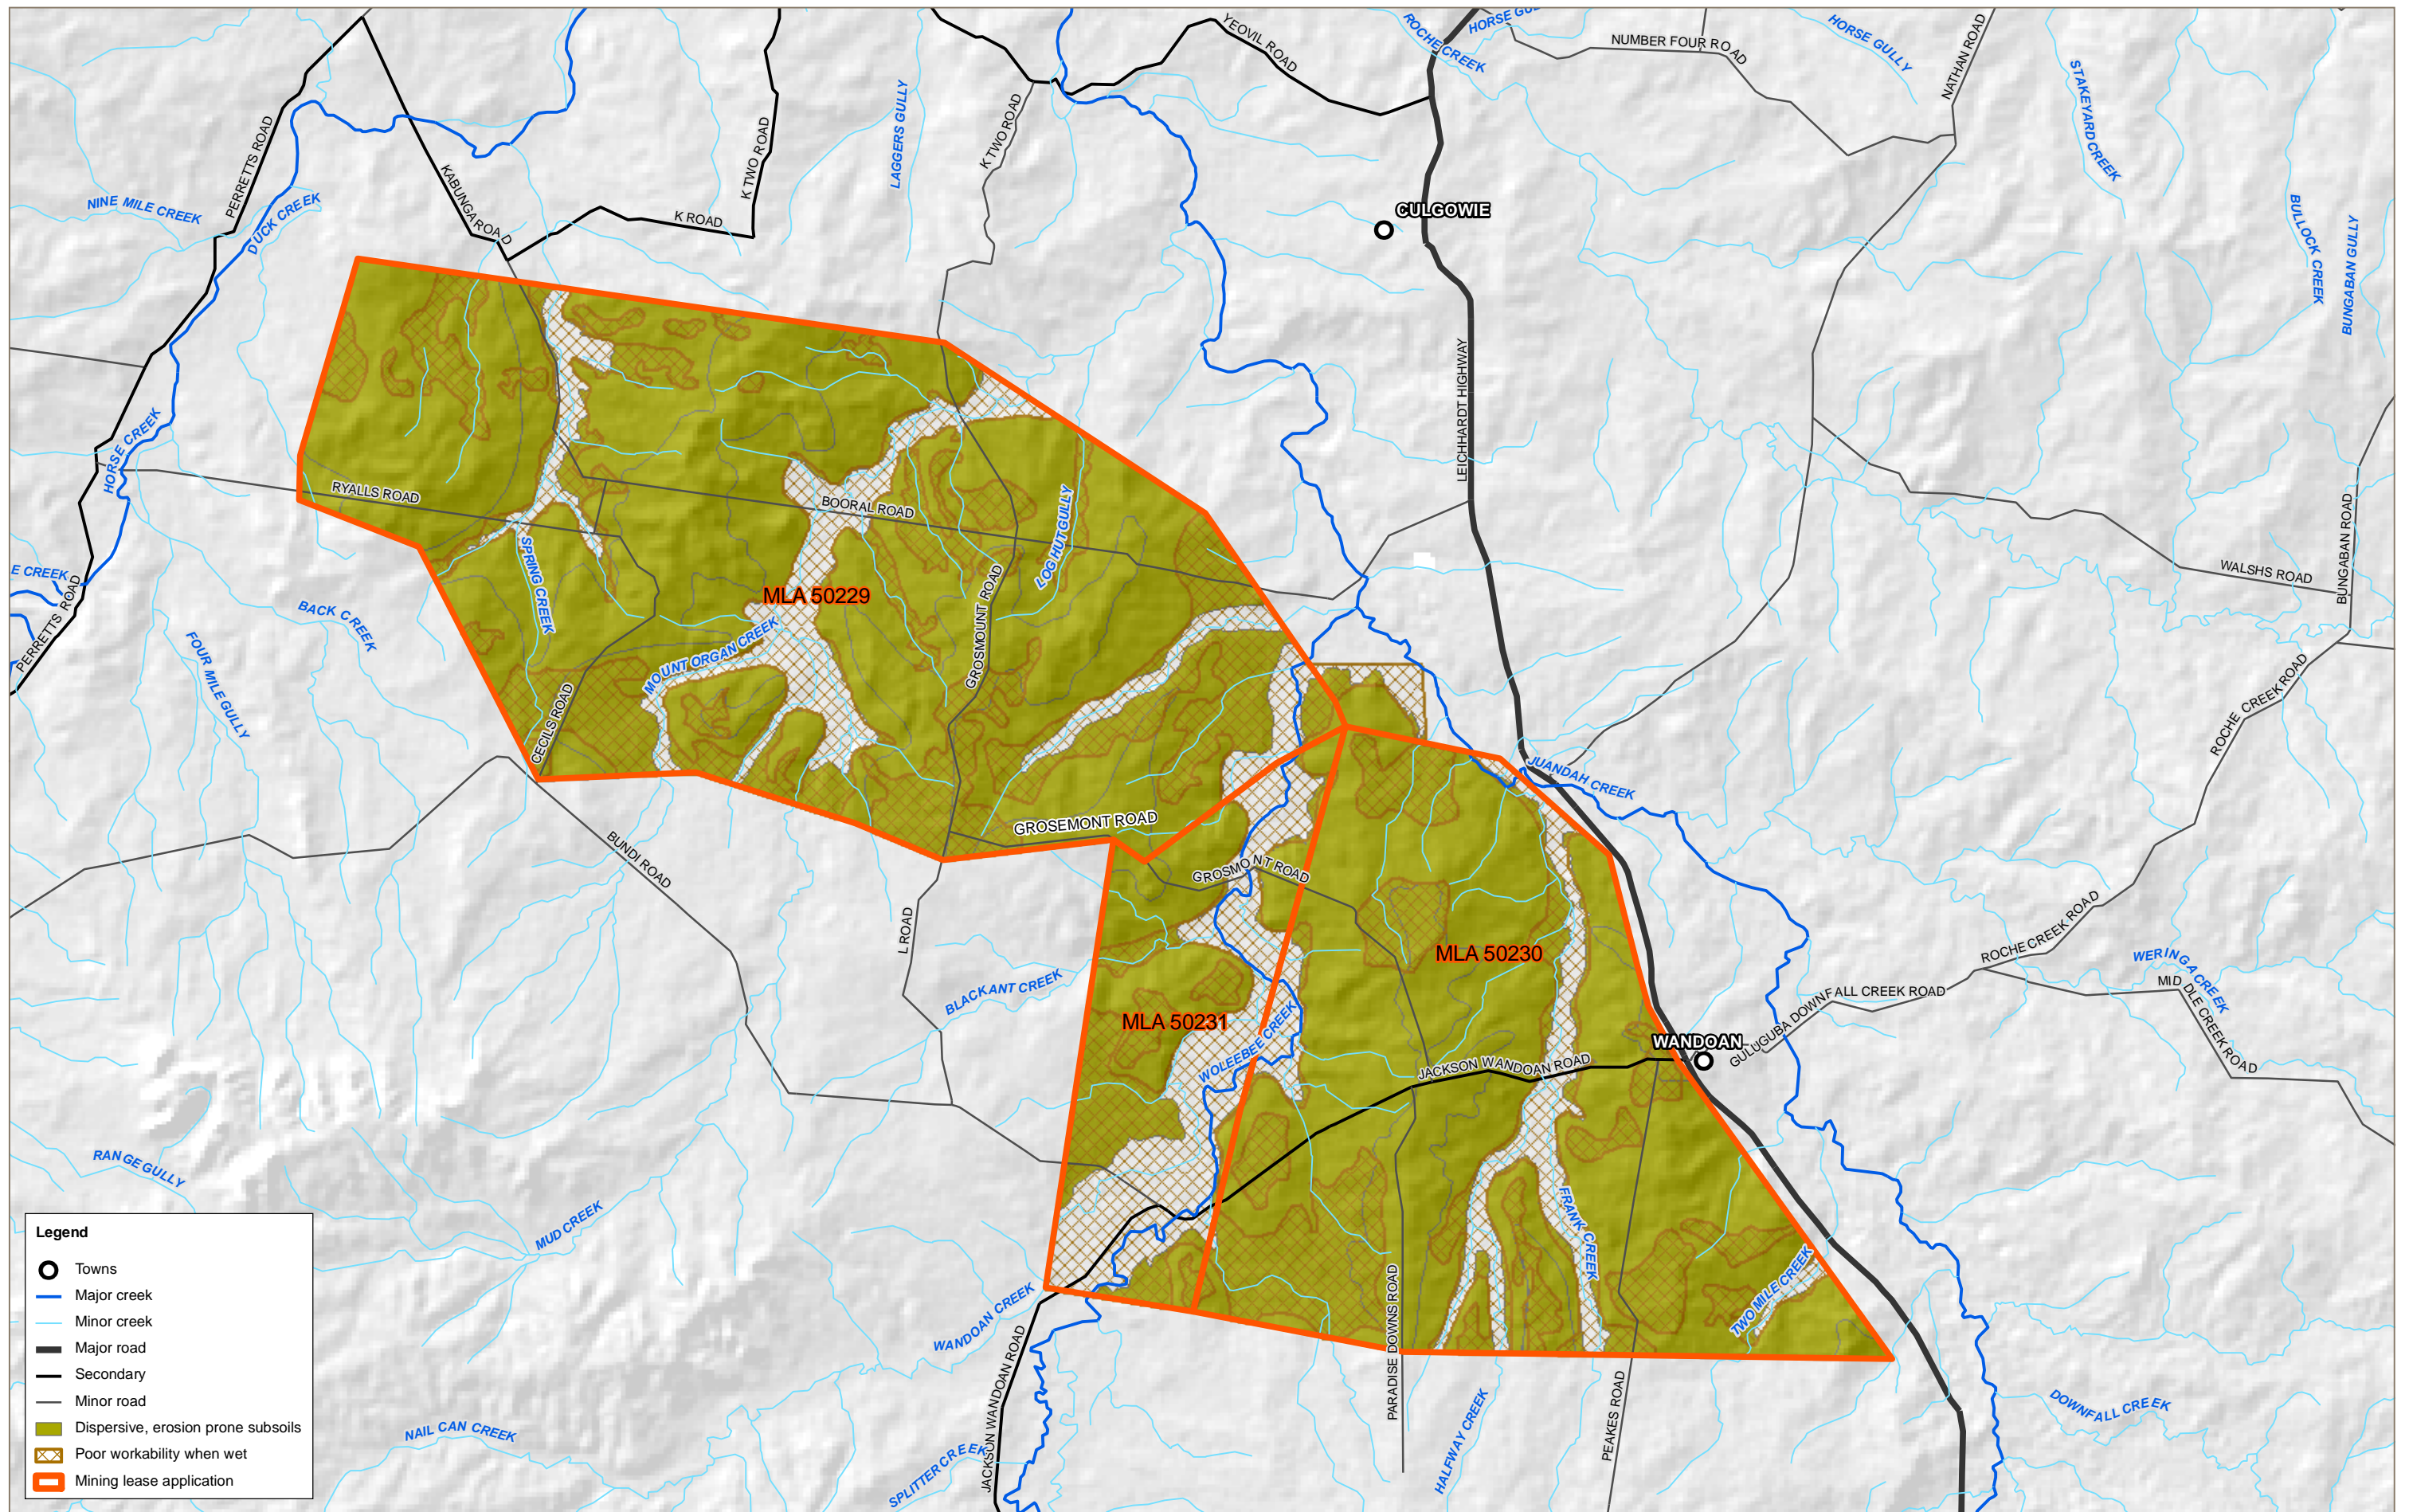 YEOVIL ROAD
ROCHE CREEK
NUMBER FOUR ROAD
HORSE GULLY
NATHAN ROAD
STAKEYARD CREEK
LAGGERS GULLY
K TWO ROAD
K TWO ROAD
PERRETTS ROAD
KABUNGA ROAD
NINE MILE CREEK
DUCK CREEK
K ROAD
CULGOWIE
BULLOCK CREEK
BUNGABAN GULLY
LEICHHARDT HIGHWAY
HORSE CREEK
RYALLS ROAD
BOORAL ROAD
LOG HUT GULLY
SPRING CREEK
BUNGABAN ROAD
WALSHS ROAD
E CREEK
PERRETTS ROAD
BACK CREEK
FOUR MILE GULLY
MLA 50229
MOUNT ORGAN CREEK
GROSMOUNT ROAD
CECILS ROAD
ROCHE CREEK ROAD
JUANDAH CREEK
GROSEMONT ROAD
BUNDI ROAD
GROSMONT ROAD
L ROAD
MLA 50230
ROCHE CREEK ROAD
WERINGA CREEK
MIDDLE CREEK ROAD
BLACKANT CREEK
MLA 50231
WOLEEBEE CREEK
WANDOAN
GULUGUBA DOWNFALL CREEK ROAD
JACKSON WANDOAN ROAD
RANGE GULLY
MUD CREEK
FRANK CREEK
TWO MILE CREEK
WANDOAN CREEK
PARADISE DOWNS ROAD
JACKSON WANDOAN ROAD
PEAKES ROAD
HALFWAY CREEK
DOWNFALL CREEK
NAIL CAN CREEK
SPLITTER CREEK
Legend
Towns
Major creek
Minor creek
Major road
Secondary
Minor road
Dispersive, erosion prone subsoils
Poor workability when wet
Mining lease application